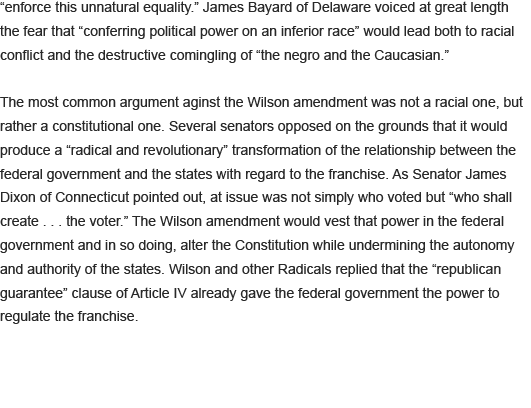 “enforce this unnatural equality.” James Bayard of Delaware voiced at great length
the fear that “conferring political power on an inferior race” would lead both to racial
conflict and the destructive comingling of “the negro and the Caucasian.”
The most common argument aginst the Wilson amendment was not a racial one, but
rather a constitutional one. Several senators opposed on the grounds that it would
produce a “radical and revolutionary” transformation of the relationship between the
federal government and the states with regard to the franchise. As Senator James
Dixon of Connecticut pointed out, at issue was not simply who voted but “who shall
create . . . the voter.” The Wilson amendment would vest that power in the federal
government and in so doing, alter the Constitution while undermining the autonomy
and authority of the states. Wilson and other Radicals replied that the “republican
guarantee” clause of Article IV already gave the federal government the power to
regulate the franchise.